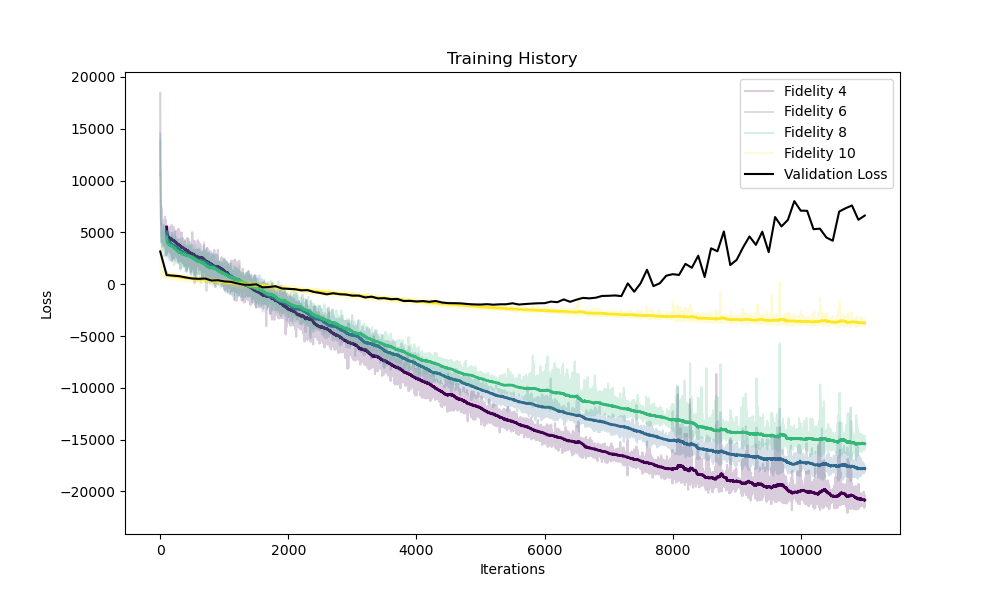 Training History
20000
15000
10000
5000
0
−5000
−10000
−15000
−20000
Loss
Fidelity 4
Fidelity 6
Fidelity 8
Fidelity 10
Validation Loss
0 2000 4000 6000 8000 10000
Iterations